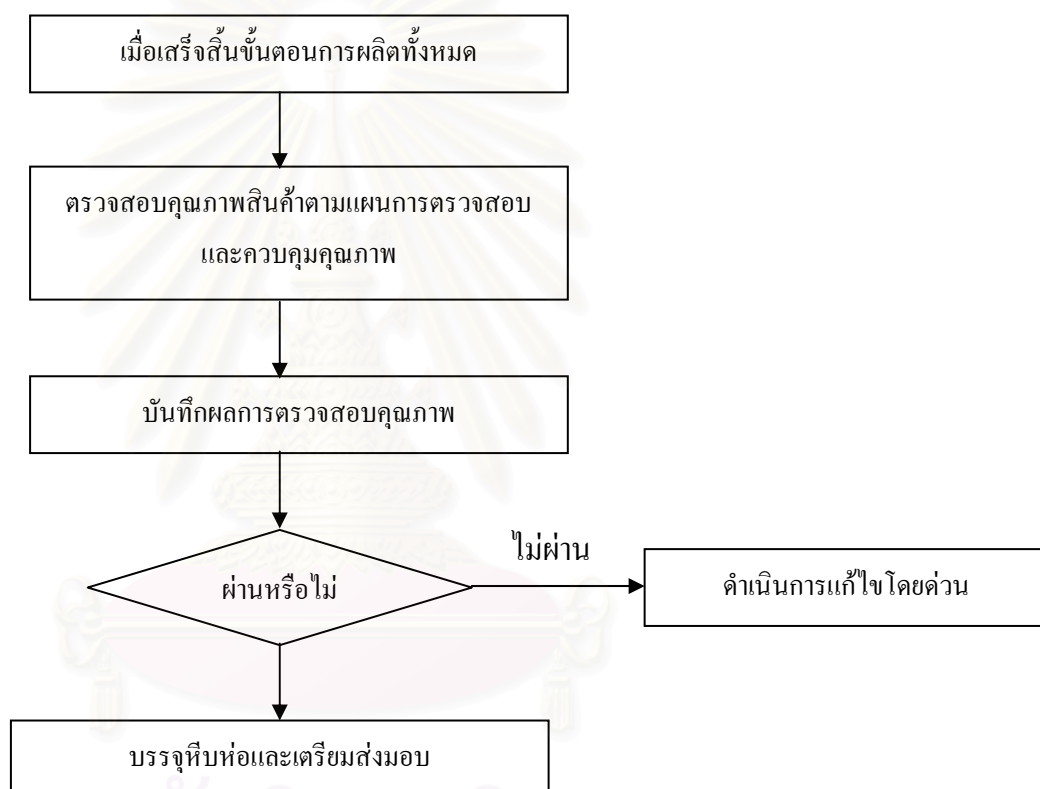 เมื่อเสร็จสิ้นขั้นตอนการผลิตทั้งหมด
ตรวจสอบคุณภาพสินค้าตามแผนการตรวจสอบ
และควบคุมคุณภาพ
บันทึกผลการตรวจสอบคุณภาพ
ผ่านหรือไม่
ไม่ผ่าน
ดำเนินการแก้ไขโดยด่วน
บรรจุหีบห่อและเตรียมส่งมอบ